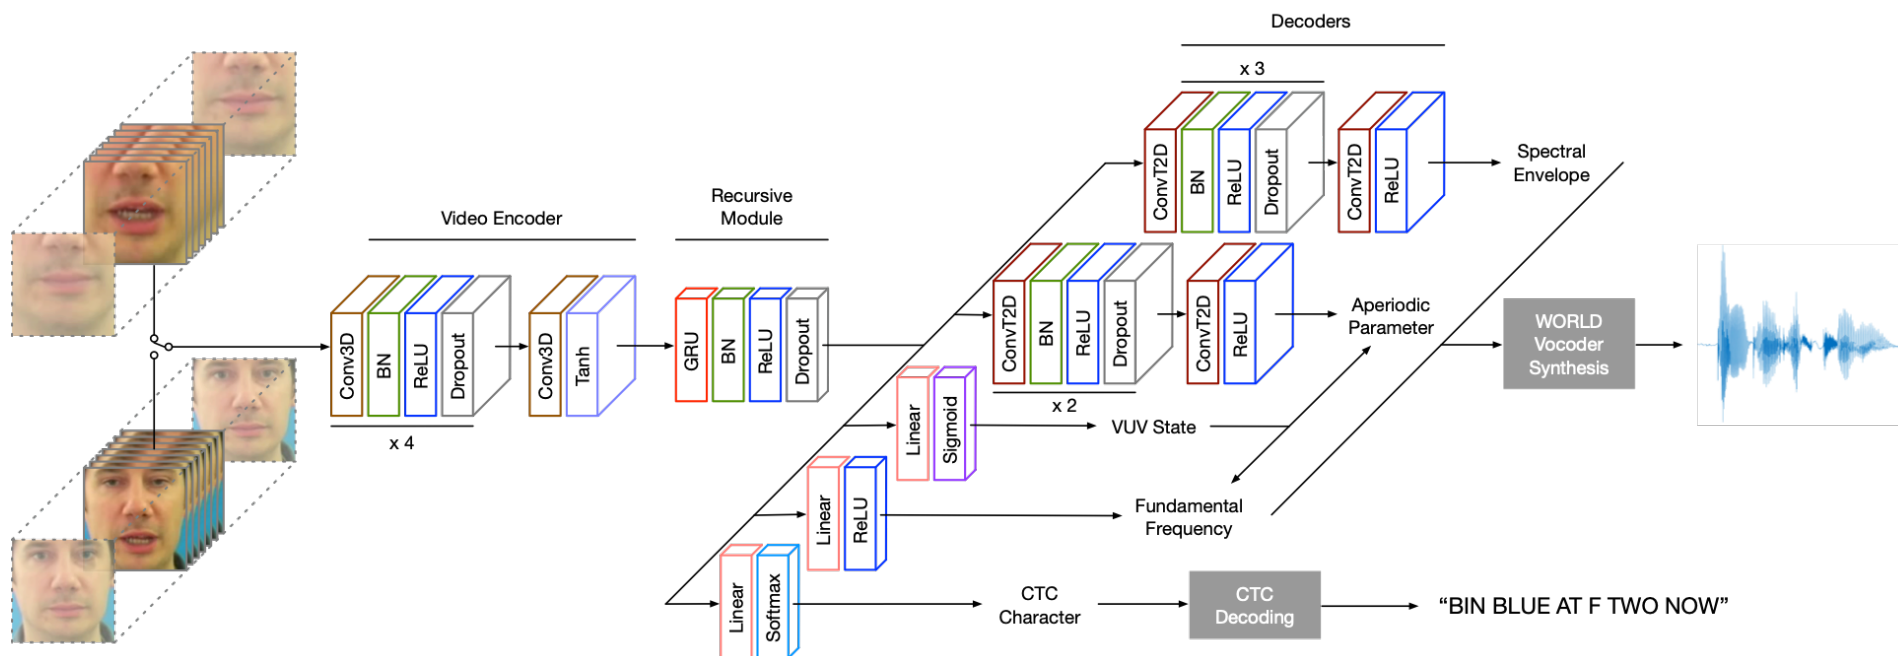 Decoders
x 3
ConvT2D
BN
ReLU
Dropout
ConvT2D
ReLU
Spectral
Envelope
Video Encoder
Recursive
Module
Conv3D
BN
ReLU
Dropout
x 4
Conv3D
Tanh
GRU
BN
ReLU
Dropout
ConvT2D
BN
ReLU
Dropout
x 2
ConvT2D
ReLU
Aperiodic
Parameter
WORLD
Vocoder
Synthesis
Linear
Sigmoid
VUV State
Linear
ReLU
Fundamental
Frequency
Linear
Softmax
CTC
Character
CTC
Decoding
“BIN BLUE AT F TWO NOW”